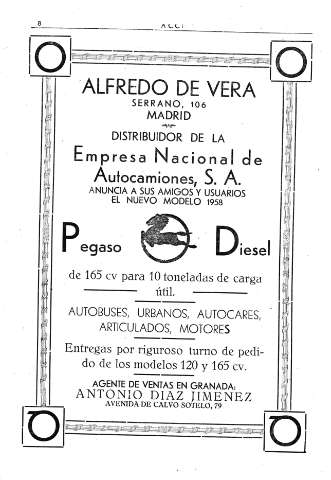 8
ALFREDO DE VERA
SERRANO, 106
MADRID
DISTRIBUIDOR DE LA
Empresa Nacional de
Autocamiones, S. A.
ANUNCIA A SUS AMIGOS Y USUARIOS
EL NUEVO MODELO 1958
Pegaso Diesel
de 165 cv para 10 toneladas de carga
útil.
AUTOBUSES, URBANOS, AUTOCARES,
ARTICULADOS, MOTORES
Entregas por riguroso turno de pedi-
do de los modelos 120 y 165 cv.
AGENTE DE VENTAS EN GRANADA:
ANTONIO DIAZ JIMENEZ
AVENIDA DE CALVO SOTELO, 79